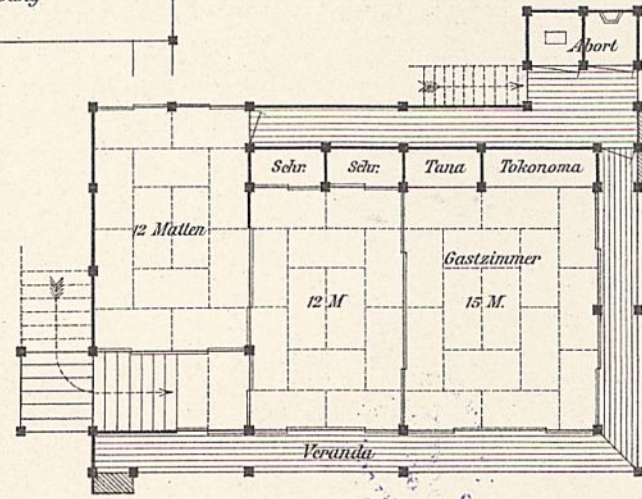 Abort
Schr. Schr. Tana Tokonoma
12 Matten
Gastzimmer
12 M 15 M.
Veranda